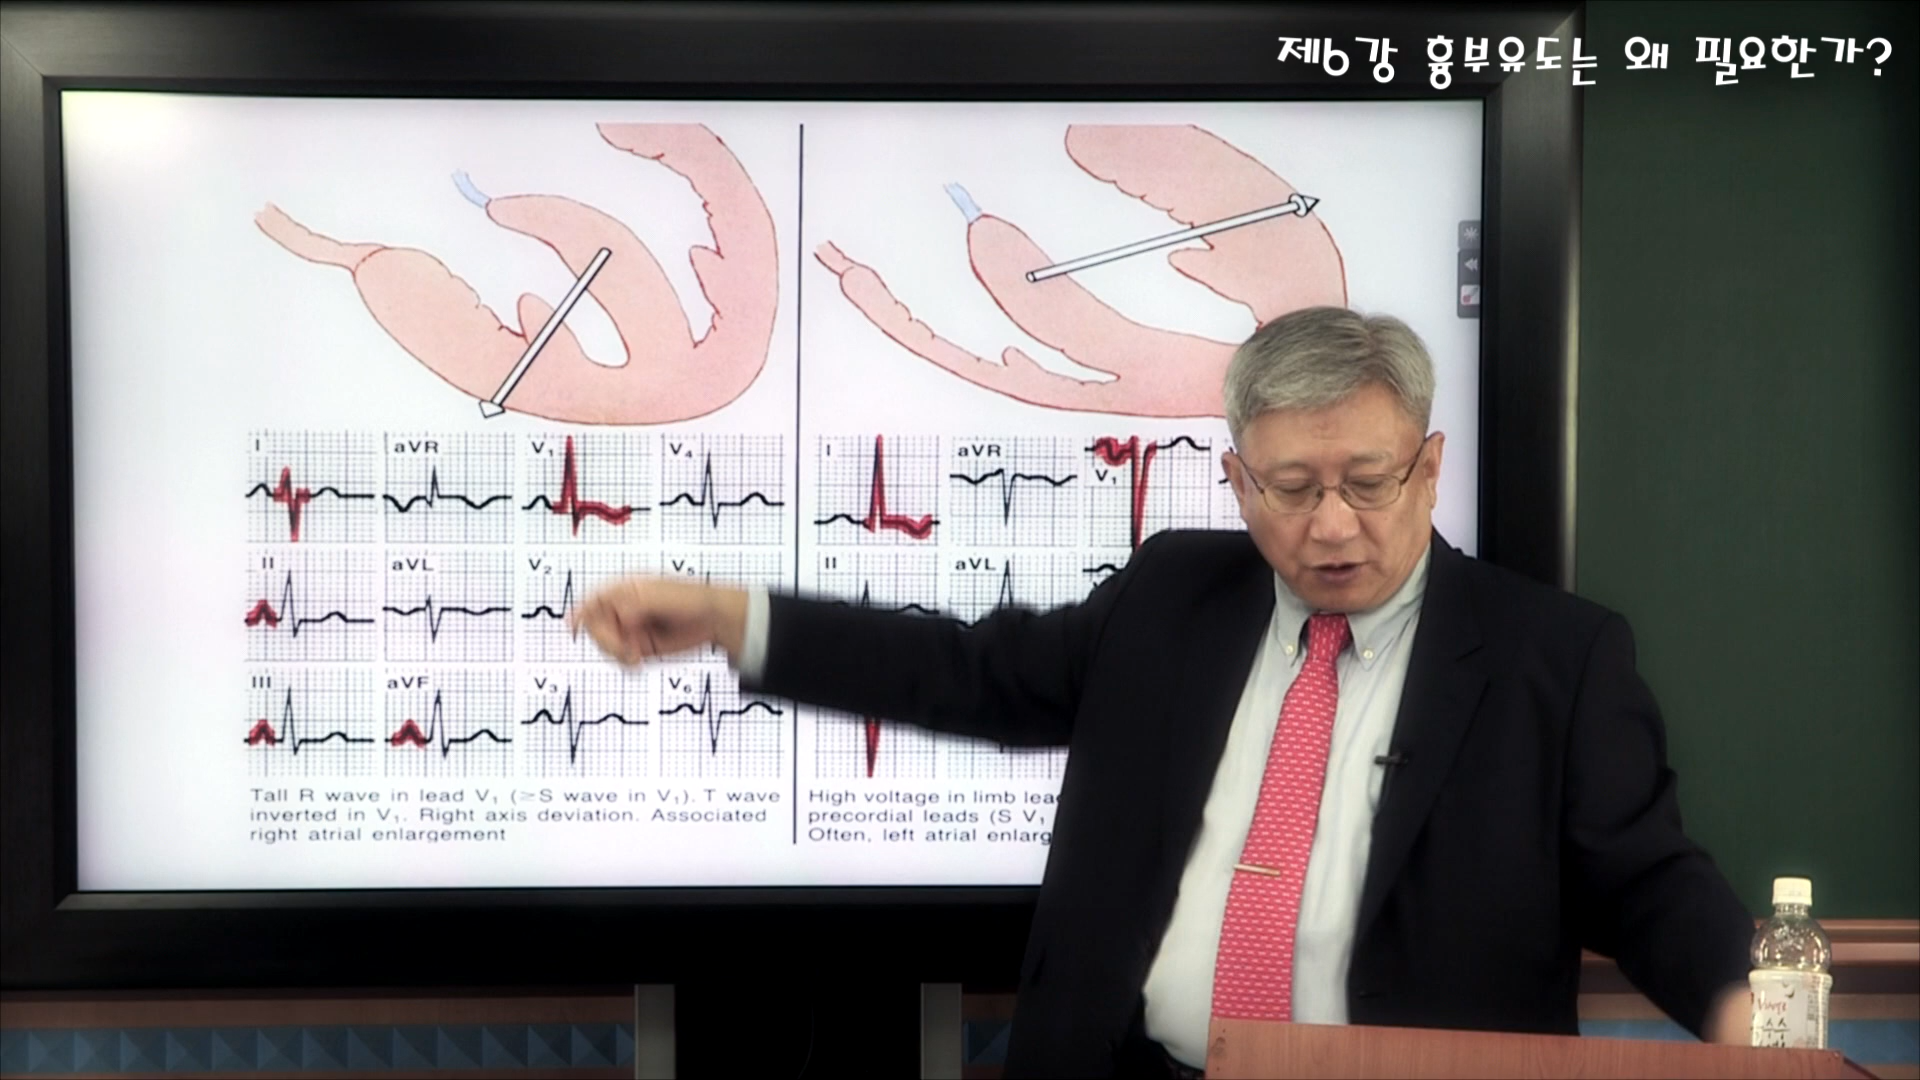 제6강 흉부유도는 왜 필요한가?
I
aVR
V₁
V₄
II
aVL
V₂
V₅
III
aVF
V₃
V₆
Tall R wave in lead V₁ (≥S wave in V₁). T wave
inverted in V₁. Right axis deviation. Associated
right atrial enlargement
I
aVR
V₁
II
aVL
High voltage in limb
precordial leads (S V₁
Often, left atrial